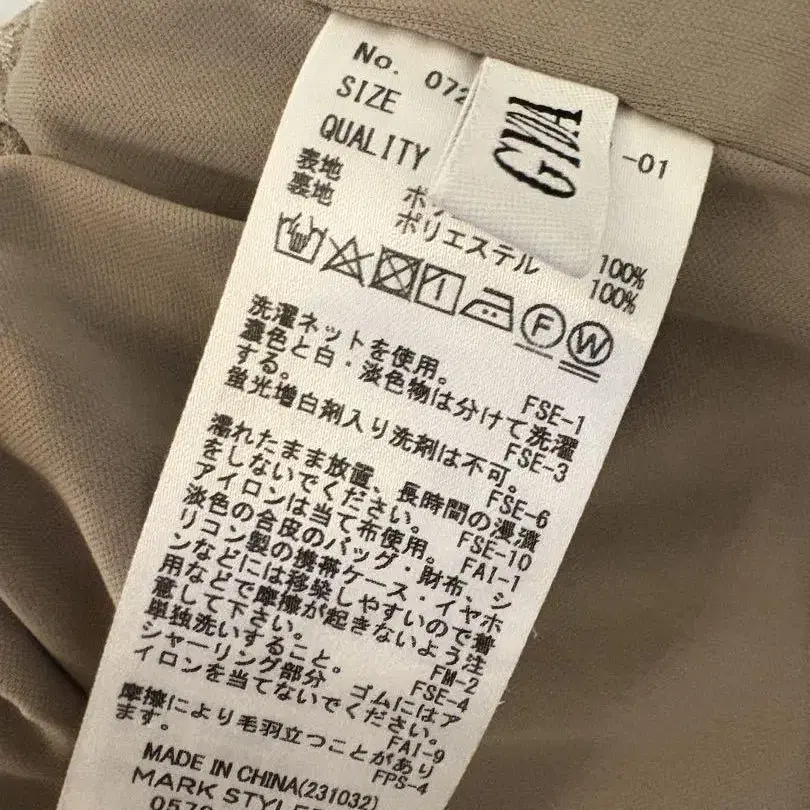 No. 072
-01
SIZE
QUALITY
GYDA
表地 100%
裏地 ポリエステル 100%
F W
洗濯ネットを使用。 FSE-1
濃色と白・淡色物は分けて洗濯
する。 FSE-3
蛍光増白剤入り洗剤は不可。
FSE-6
濡れたまま放置、長時間の浸漬
をしないでください。 FSE-10
アイロンは当て布使用。 FAI-1
淡色の合皮のバッグ・財布、シ
リコン製の携帯ケース・イヤホ
ンなどには移染しやすいので着
用などで摩擦が起きないよう注
意して下さい。 FW-2
単独洗いすること。 FSE-4
シャーリング部分、ゴムにはア
イロンを当てないでください。
FAI-9
摩擦により毛羽立つことがあり
ます。 FPS-4
MADE IN CHINA(231032)
MARK STYLE